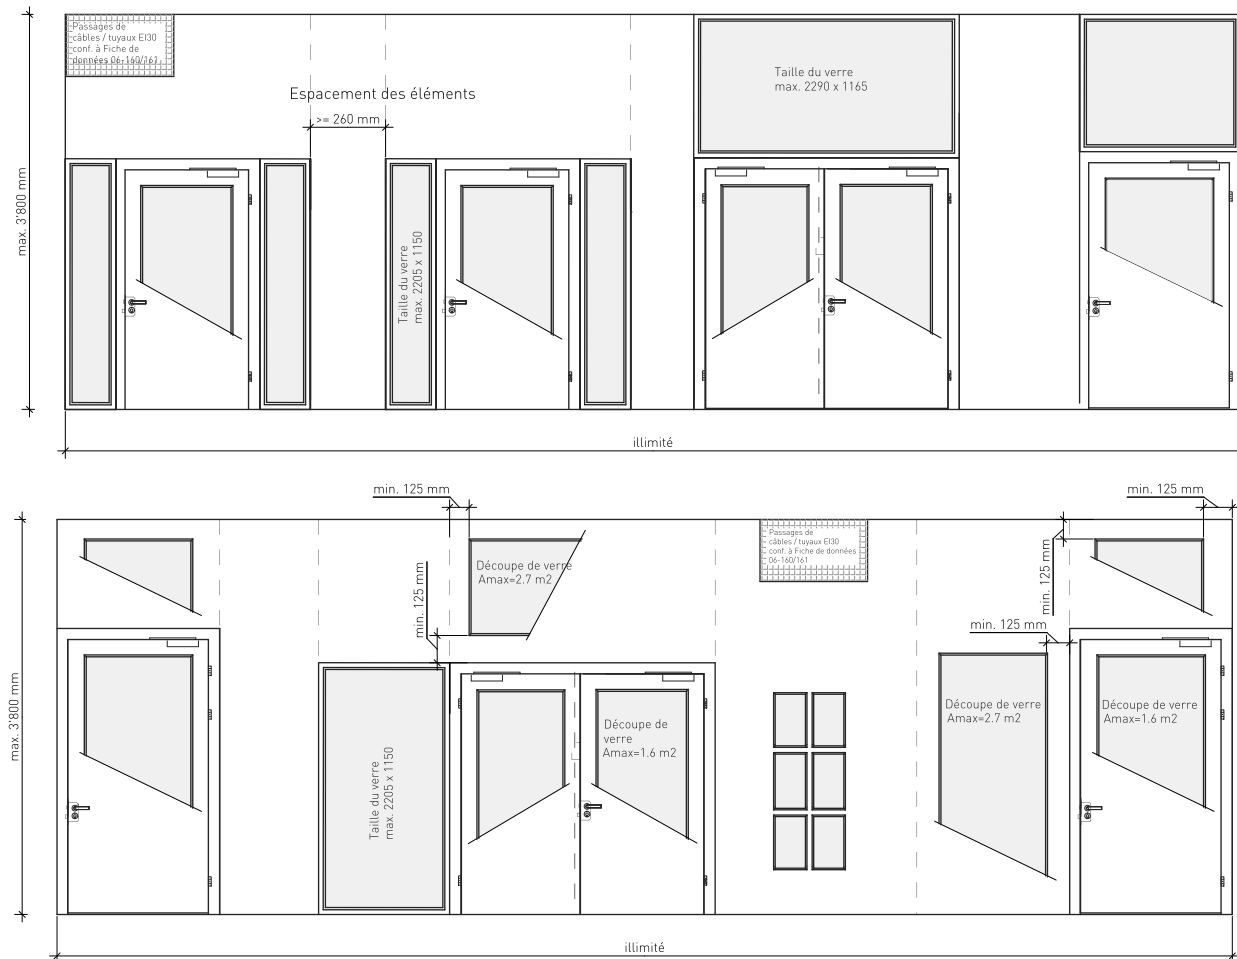 Passages de
câbles / tuyaux EI30
conf. à Fiche de
données 06-160/161
Espacement des éléments
>= 260 mm
Taille du verre
max. 2290 x 1165
max. 3'800 mm
Taille du verre
max. 2205 x 1150
illimité
min. 125 mm
min. 125 mm
Passages de
câbles / tuyaux EI30
conf. à Fiche de données
06-160/161
Découpe de verre
Amax=2.7 m2
min. 125 mm
min. 125 mm
min. 125 mm
max. 3'800 mm
Taille du verre
max. 2205 x 1150
Découpe de
verre
Amax=1.6 m2
Découpe de verre
Amax=2.7 m2
Découpe de verre
Amax=1.6 m2
illimité